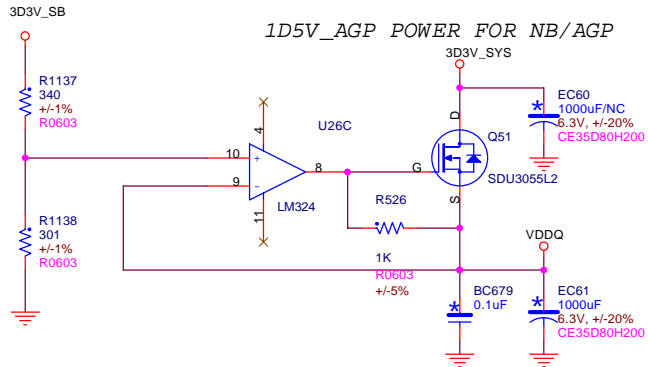 3D3V_SB
1D5V_AGP POWER FOR NB/AGP
3D3V_SYS
R1137
340
+/-1%
R0603
EC60
1000uF/NC
6.3V, +/-20%
CE35D80H200
U26C
4
D
Q51
10
+
8
G
9
-
SDU3055L2
S
LM324
11
R526
R1138
301
+/-1%
R0603
VDDQ
1K
R0603
+/-5%
BC679
0.1uF
EC61
1000uF
6.3V, +/-20%
CE35D80H200